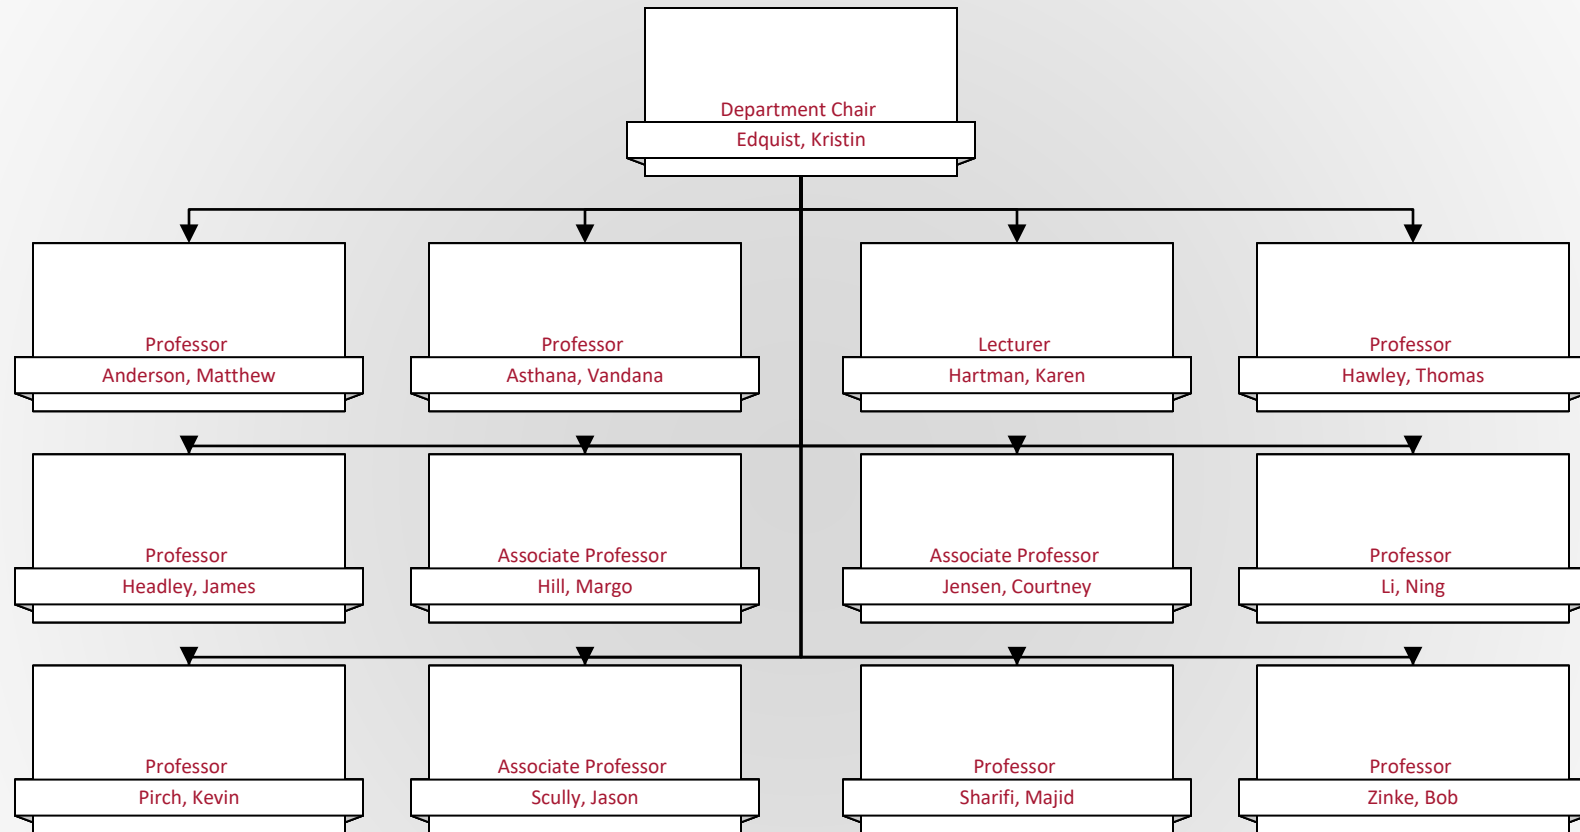 Department Chair
Edquist, Kristin
Professor
Anderson, Matthew
Professor
Asthana, Vandana
Lecturer
Hartman, Karen
Professor
Hawley, Thomas
Professor
Headley, James
Associate Professor
Hill, Margo
Associate Professor
Jensen, Courtney
Professor
Li, Ning
Professor
Pirch, Kevin
Associate Professor
Scully, Jason
Professor
Sharifi, Majid
Professor
Zinke, Bob